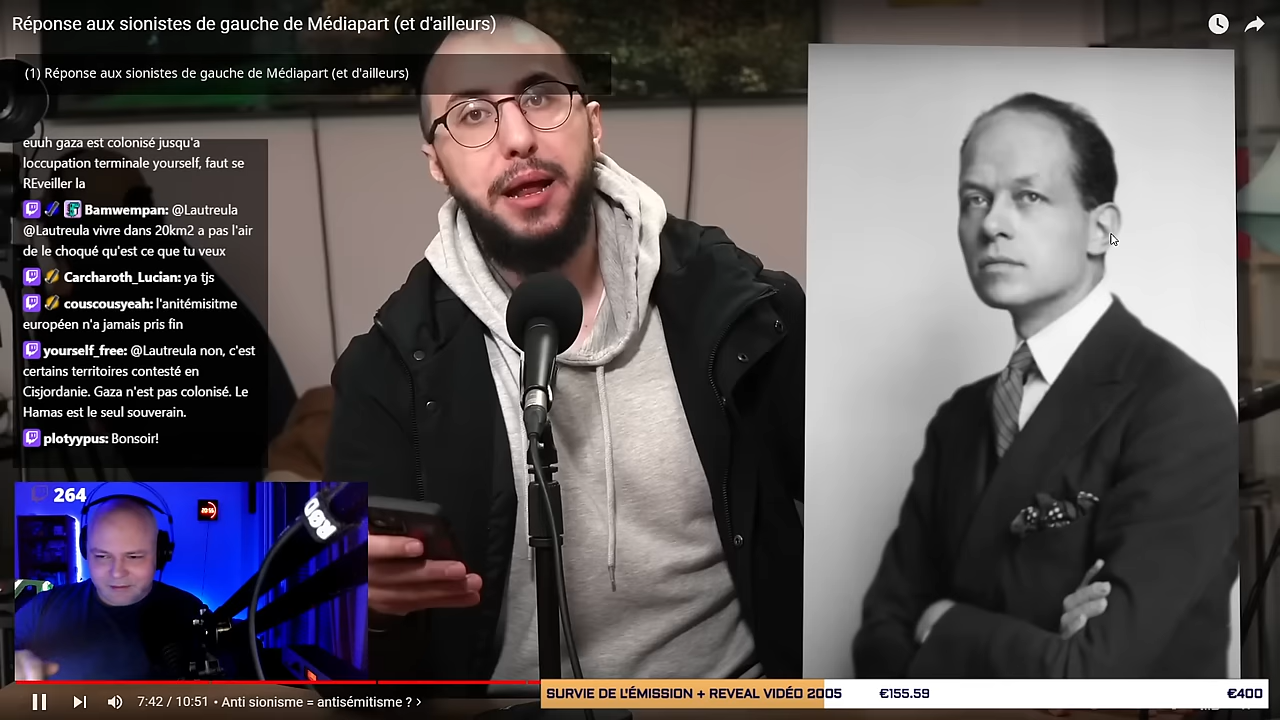 Réponse aux sionistes de gauche de Médiapart (et d'ailleurs)
(1) Réponse aux sionistes de gauche de Médiapart (et d'ailleurs)
euuh gaza est colonisé jusqu'a
loccupation terminale yourself, faut se
REveiller la
Bamwempan: @Lautreula
@Lautreula vivre dans 20km2 a pas l'air
de le choqué qu'est ce que tu veux
Carcharoth_Lucian: ya tjs
couscousyeah: l'anitémisitme
européen n'a jamais pris fin
yourself_free: @Lautreula non, c'est
certains territoires contesté en
Cisjordanie. Gaza n'est pas colonisé. Le
Hamas est le seul souverain.
plotyypus: Bonsoir!
264
SURVIE DE L'ÉMISSION + REVEAL VIDÉO 2005 €155.59 €400
7:42 / 10:51 • Anti sionisme = antisémitisme ? ›